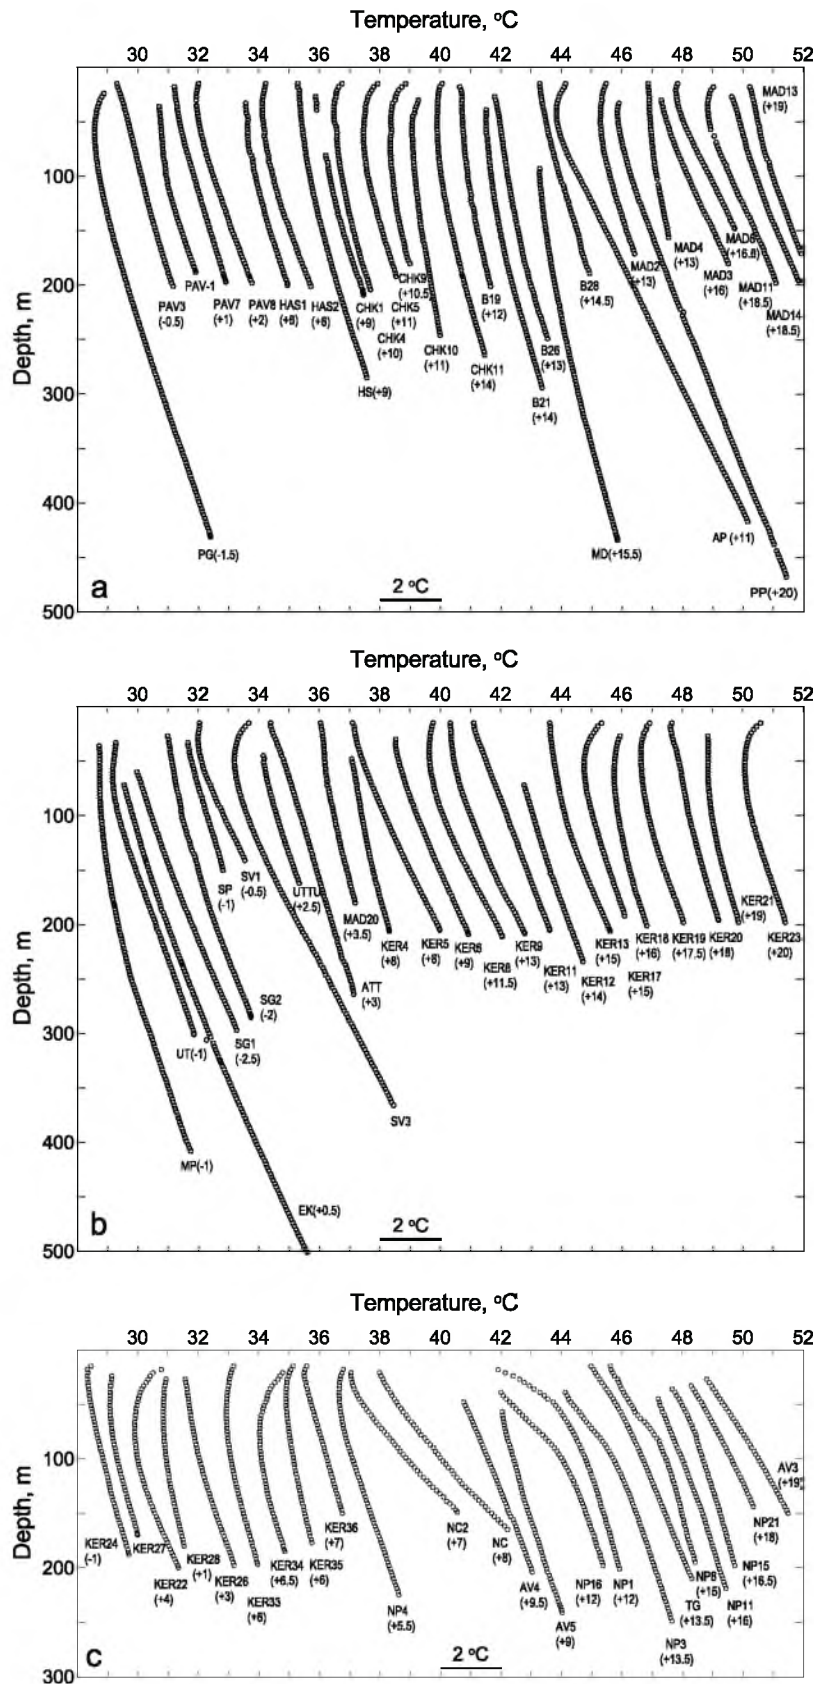 Temperature, °C
30 32 34 36 38 40 42 44 46 48 50 52
100
200
300
400
500
Depth, m
MAD13
(+19)
PAV3
(-0.5)
PAV-1
PAV7
(+1)
PAV8
(+2)
HAS1
(+6)
HAS2
(+6)
CHK1
(+9)
HS(+9)
CHK9
(+10.5)
CHK5
(+11)
CHK4
(+10)
CHK10
(+11)
CHK11
(+14)
B19
(+12)
B21
(+14)
B26
(+13)
B28
(+14.5)
MAD2
(+13)
MAD4
(+13)
MAD3
(+16)
MAD6
(+16.8)
MAD11
(+18.5)
MAD14
(+18.5)
PG(-1.5)
MD(+15.5)
AP (+11)
PP(+20)
a
2 °C
Temperature, °C
30 32 34 36 38 40 42 44 46 48 50 52
100
200
300
400
500
Depth, m
SP
(-1)
SV1
(-0.5)
UTTU
(+2.5)
MAD20
(+3.5)
KER4
(+8)
KER5
(+8)
KER6
(+9)
KER8
(+11.5)
KER9
(+13)
KER11
(+13)
KER12
(+14)
KER13
(+15)
KER17
(+15)
KER18
(+16)
KER19
(+17.5)
KER20
(+18)
KER21
(+19)
KER23
(+20)
ATT
(+3)
SG2
(-2)
SG1
(-2.5)
UT(-1)
SV3
MP(-1)
EK(+0.5)
b
2 °C
Temperature, °C
30 32 34 36 38 40 42 44 46 48 50 52
100
200
300
Depth, m
KER24
(-1)
KER27
KER22
(+4)
KER28
(+1)
KER26
(+3)
KER33
(+6)
KER34
(+6.5)
KER35
(+6)
KER36
(+7)
NP4
(+5.5)
NC2
(+7)
NC
(+8)
AV4
(+9.5)
AV5
(+9)
NP16
(+12)
NP1
(+12)
NP3
(+13.5)
TG
(+13.5)
NP8
(+15)
NP11
(+16)
NP15
(+16.5)
NP21
(+18)
AV3
(+19)
c
2 °C